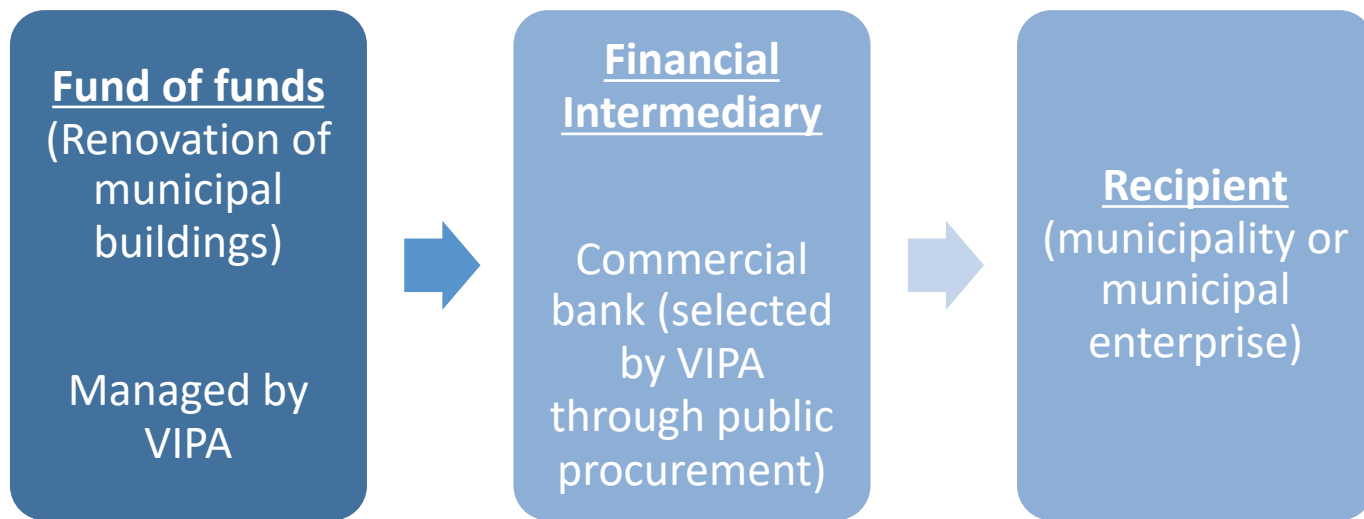 Fund of funds
(Renovation of
municipal
buildings)
Managed by
VIPA
Financial
Intermediary
Commercial
bank (selected
by VIPA
through public
procurement)
Recipient
(municipality or
municipal
enterprise)